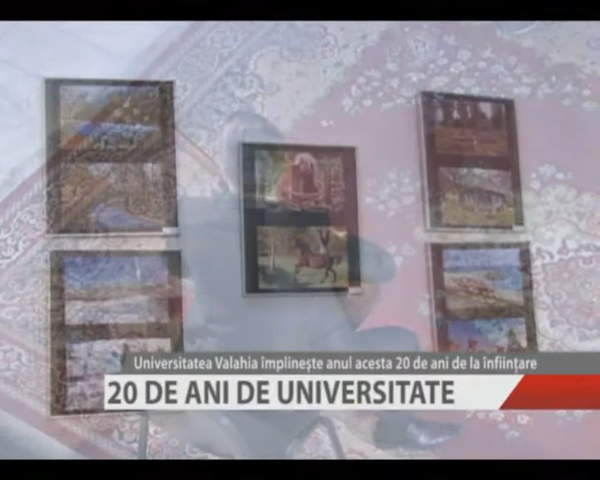 Universitatea Valahia împlinește anul acesta 20 de ani de la înființare
20 DE ANI DE UNIVERSITATE